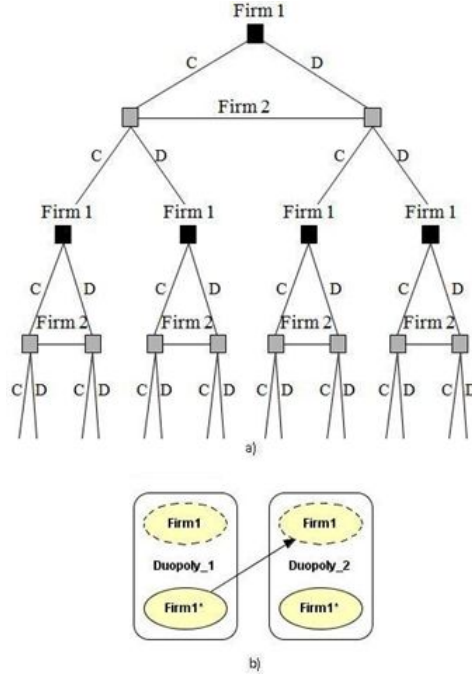 Firm 1
C D
Firm 2
C D C D
Firm 1 Firm 1 Firm 1 Firm 1
C D C D C D C D
Firm 2 Firm 2 Firm 2 Firm 2
C D C D C D C D C D C D C D C D
a)
Firm1 Firm1
Duopoly_1 Duopoly_2
Firm1* Firm1*
b)